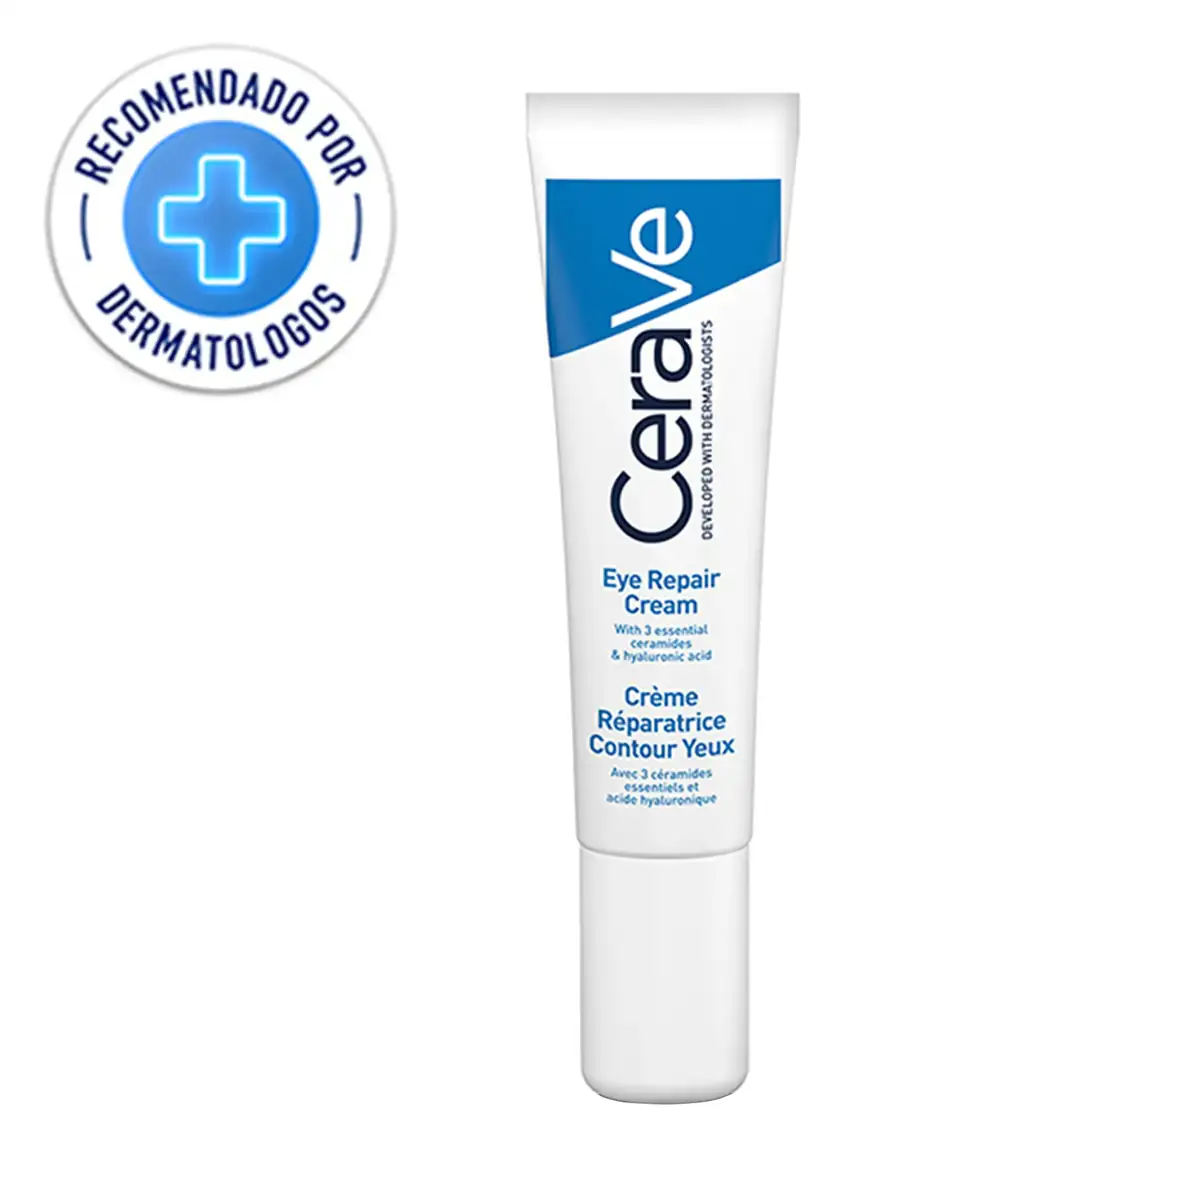 RECOMENDADO POR
DERMATOLOGOS
CeraVe
DEVELOPED WITH DERMATOLOGISTS
Eye Repair
Cream
With 3 essential
ceramides
& hyaluronic acid
Crème
Réparatrice
Contour Yeux
Avec 3 céramides
essentiels et
acide hyaluronique